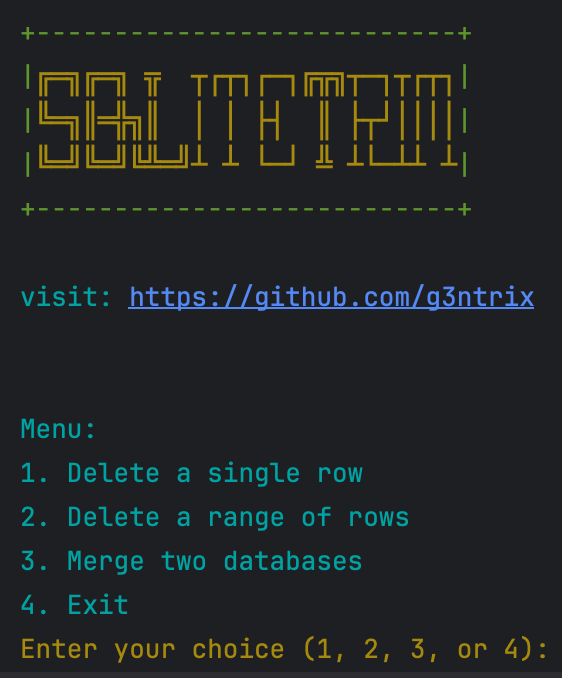 SQLITETRIM
visit: https://github.com/g3ntrix
Menu:
1. Delete a single row
2. Delete a range of rows
3. Merge two databases
4. Exit
Enter your choice (1, 2, 3, or 4):